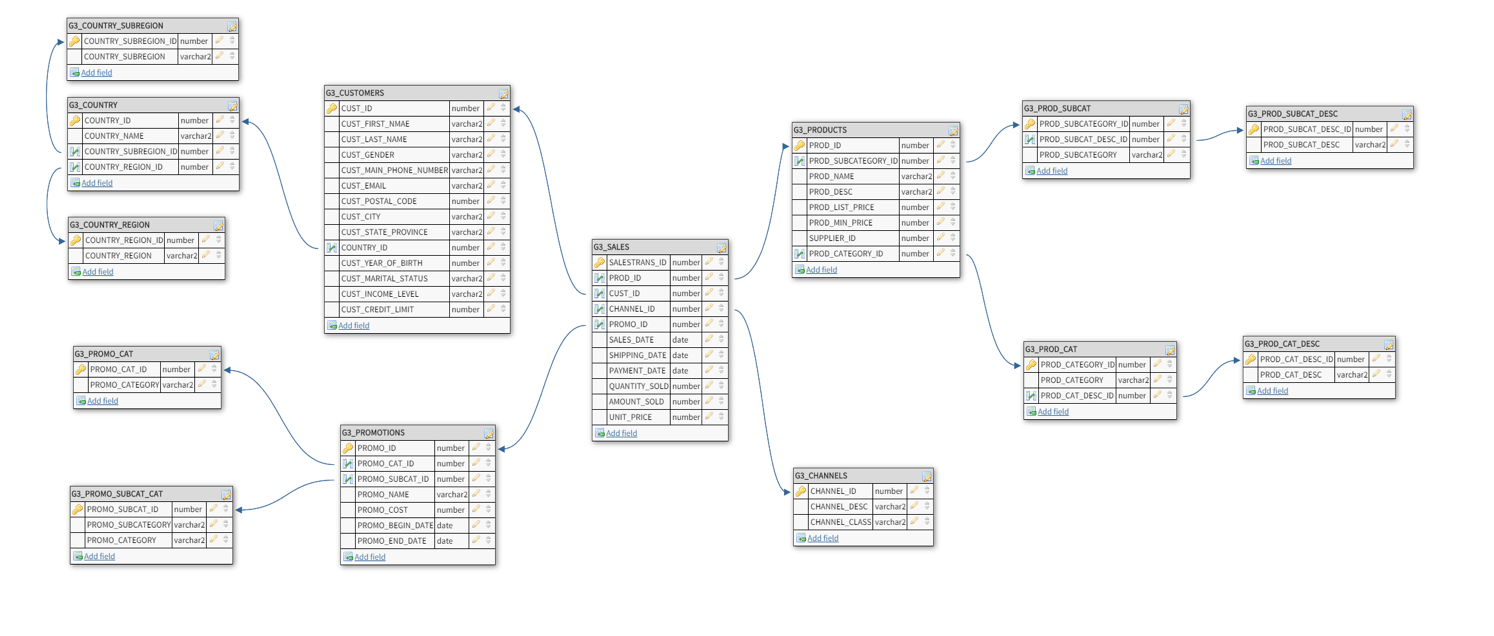 G3_COUNTRY_SUBREGION
COUNTRY_SUBREGION_ID number
COUNTRY_SUBREGION varchar2
Add field
G3_COUNTRY
COUNTRY_ID number
COUNTRY_NAME varchar2
COUNTRY_SUBREGION_ID number
COUNTRY_REGION_ID number
Add field
G3_COUNTRY_REGION
COUNTRY_REGION_ID number
COUNTRY_REGION varchar2
Add field
G3_PROMO_CAT
PROMO_CAT_ID number
PROMO_CATEGORY varchar2
Add field
G3_PROMO_SUBCAT_CAT
PROMO_SUBCAT_ID number
PROMO_SUBCATEGORY varchar2
PROMO_CATEGORY varchar2
Add field
G3_CUSTOMERS
CUST_ID number
CUST_FIRST_NMAE varchar2
CUST_LAST_NAME varchar2
CUST_GENDER varchar2
CUST_MAIN_PHONE_NUMBER varchar2
CUST_EMAIL varchar2
CUST_POSTAL_CODE number
CUST_CITY varchar2
CUST_STATE_PROVINCE varchar2
COUNTRY_ID number
CUST_YEAR_OF_BIRTH number
CUST_MARITAL_STATUS varchar2
CUST_INCOME_LEVEL varchar2
CUST_CREDIT_LIMIT number
Add field
G3_PROMOTIONS
PROMO_ID number
PROMO_CAT_ID number
PROMO_SUBCAT_ID number
PROMO_NAME varchar2
PROMO_COST number
PROMO_BEGIN_DATE date
PROMO_END_DATE date
Add field
G3_SALES
SALESTRANS_ID number
PROD_ID number
CUST_ID number
CHANNEL_ID number
PROMO_ID number
SALES_DATE date
SHIPPING_DATE date
PAYMENT_DATE date
QUANTITY_SOLD number
AMOUNT_SOLD number
UNIT_PRICE number
Add field
G3_PRODUCTS
PROD_ID number
PROD_SUBCATEGORY_ID number
PROD_NAME varchar2
PROD_DESC varchar2
PROD_LIST_PRICE number
PROD_MIN_PRICE number
SUPPLIER_ID number
PROD_CATEGORY_ID number
Add field
G3_CHANNELS
CHANNEL_ID number
CHANNEL_DESC varchar2
CHANNEL_CLASS varchar2
Add field
G3_PROD_SUBCAT
PROD_SUBCATEGORY_ID number
PROD_SUBCAT_DESC_ID number
PROD_SUBCATEGORY varchar2
Add field
G3_PROD_SUBCAT_DESC
PROD_SUBCAT_DESC_ID number
PROD_SUBCAT_DESC varchar2
Add field
G3_PROD_CAT
PROD_CATEGORY_ID number
PROD_CATEGORY varchar2
PROD_CAT_DESC_ID number
Add field
G3_PROD_CAT_DESC
PROD_CAT_DESC_ID number
PROD_CAT_DESC varchar2
Add field